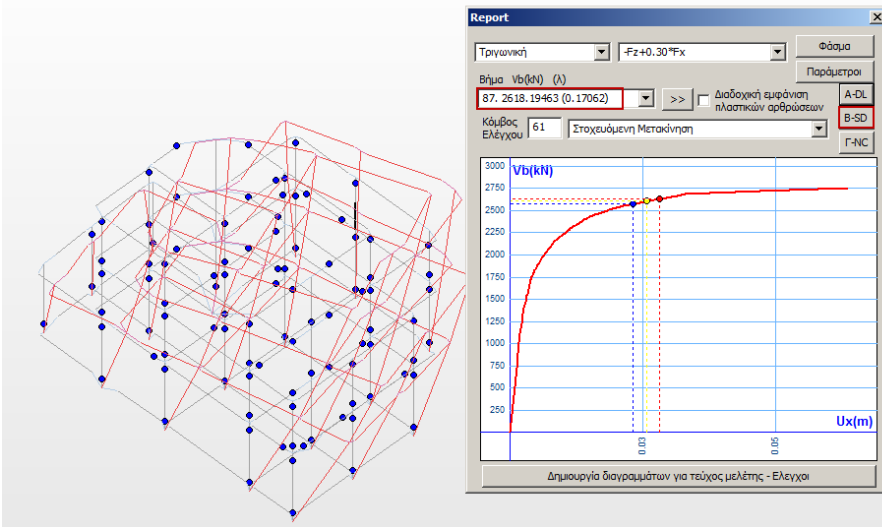 Report
Τριγωνική -Fz+0.30*Fx Φάσμα
Παράμετροι
Βήμα Vb(kN) (λ)
87. 2618.19463 (0.17062) >> Διαδοχική εμφάνιση πλαστικών αρθρώσεων A-DL
B-SD
Κόμβος Ελέγχου 61 Στοχευόμενη Μετακίνηση
Γ-NC
Vb(kN)
3000
2750
2500
2250
2000
1750
1500
1250
1000
750
500
250
Ux(m)
0.03 0.05
Δημιουργία διαγραμμάτων για τεύχος μελέτης - Ελεγχοι